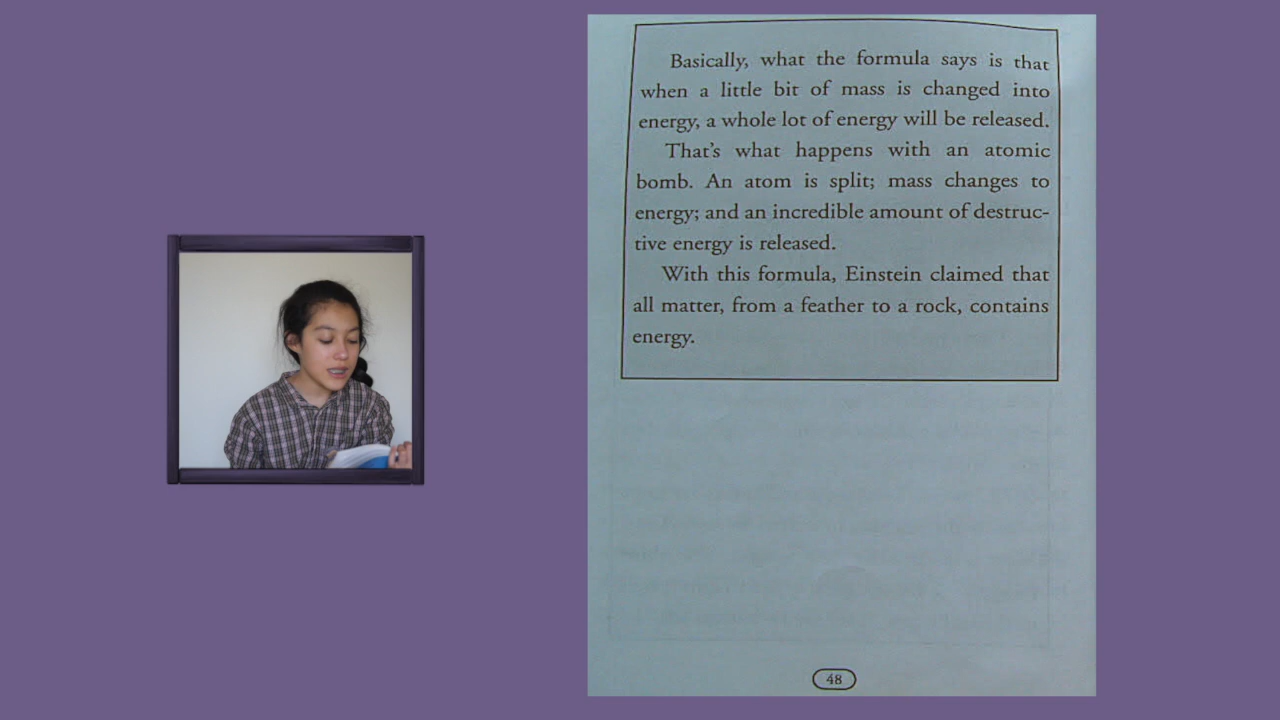 Basically, what the formula says is that
when a little bit of mass is changed into
energy, a whole lot of energy will be released.
That's what happens with an atomic
bomb. An atom is split; mass changes to
energy; and an incredible amount of destruc-
tive energy is released.
With this formula, Einstein claimed that
all matter, from a feather to a rock, contains
energy.
48